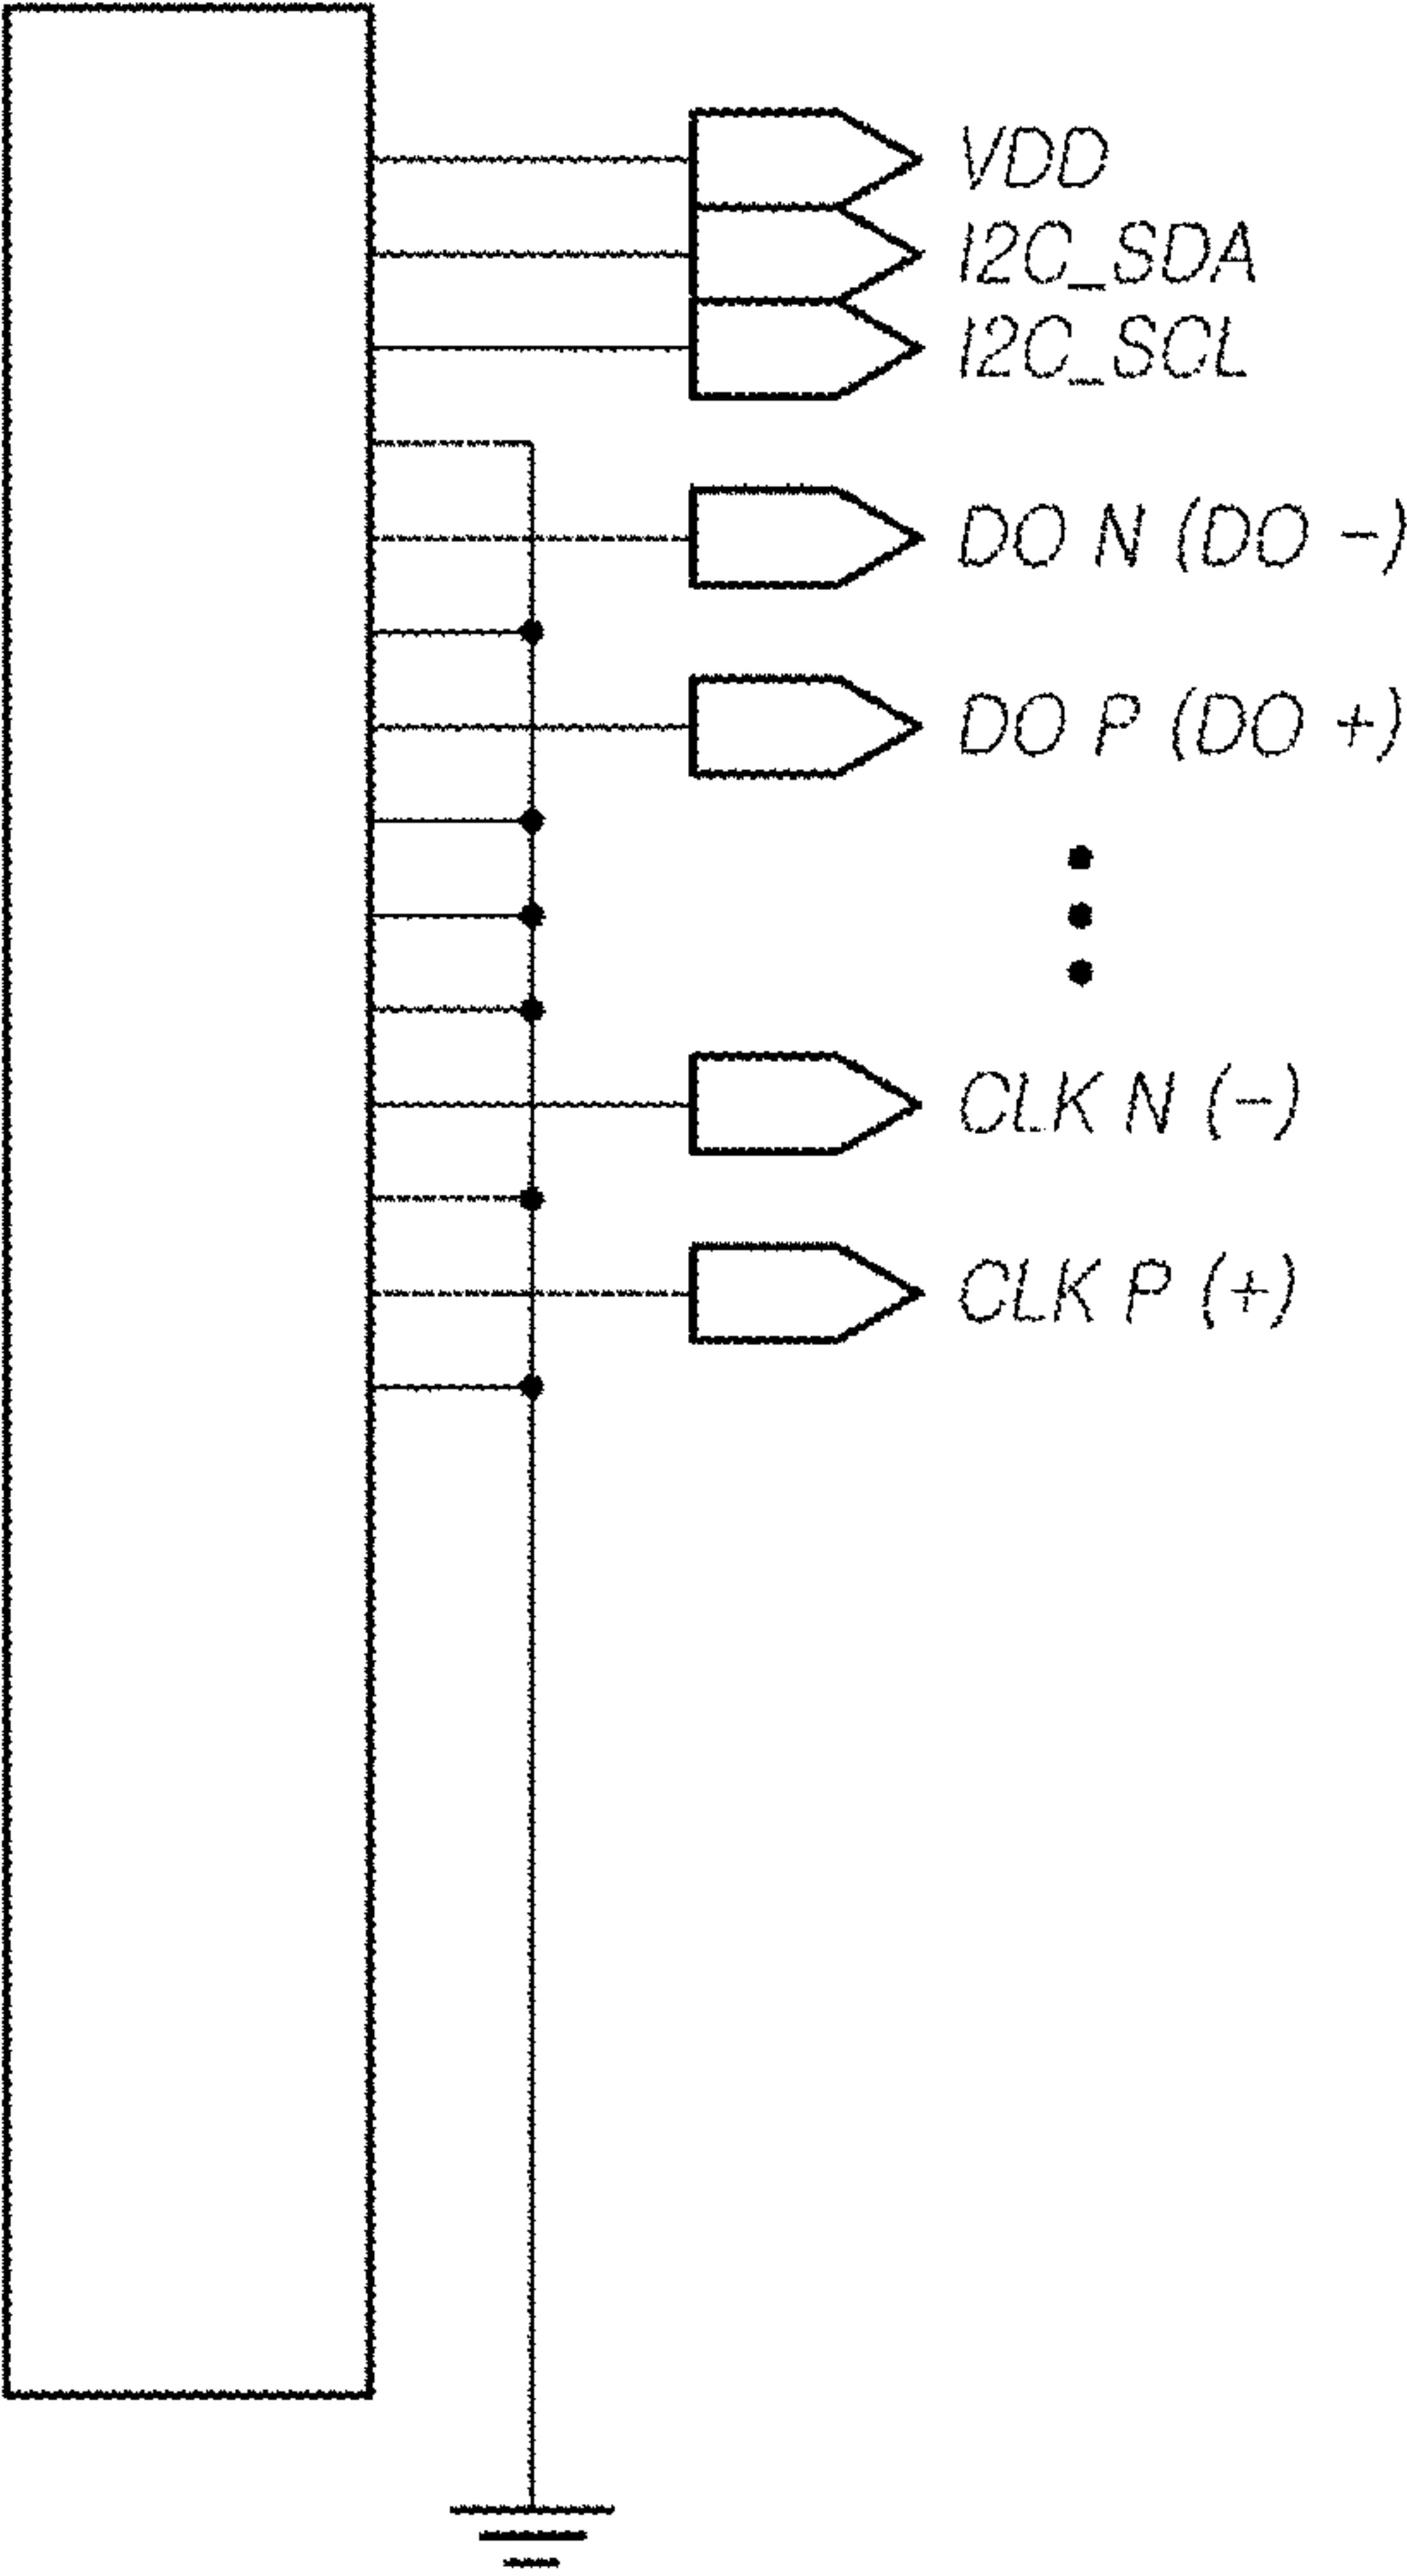 VDD
I2C_SDA
I2C_SCL
DO N (DO -)
DO P (DO +)
CLK N (-)
CLK P (+)